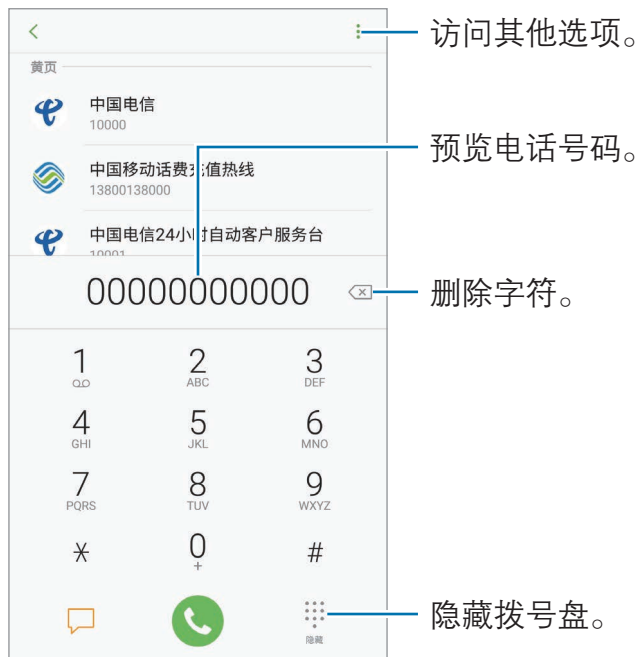 访问其他选项。
黄页
中国电信
10000
预览电话号码。
中国移动话费充值热线
13800138000
中国电信24小时自动客户服务台
10001
00000000000
删除字符。
1 2 3
ABC DEF
4 5 6
GHI JKL MNO
7 8 9
PQRS TUV WXYZ
* 0 #
+
隐藏
隐藏拨号盘。